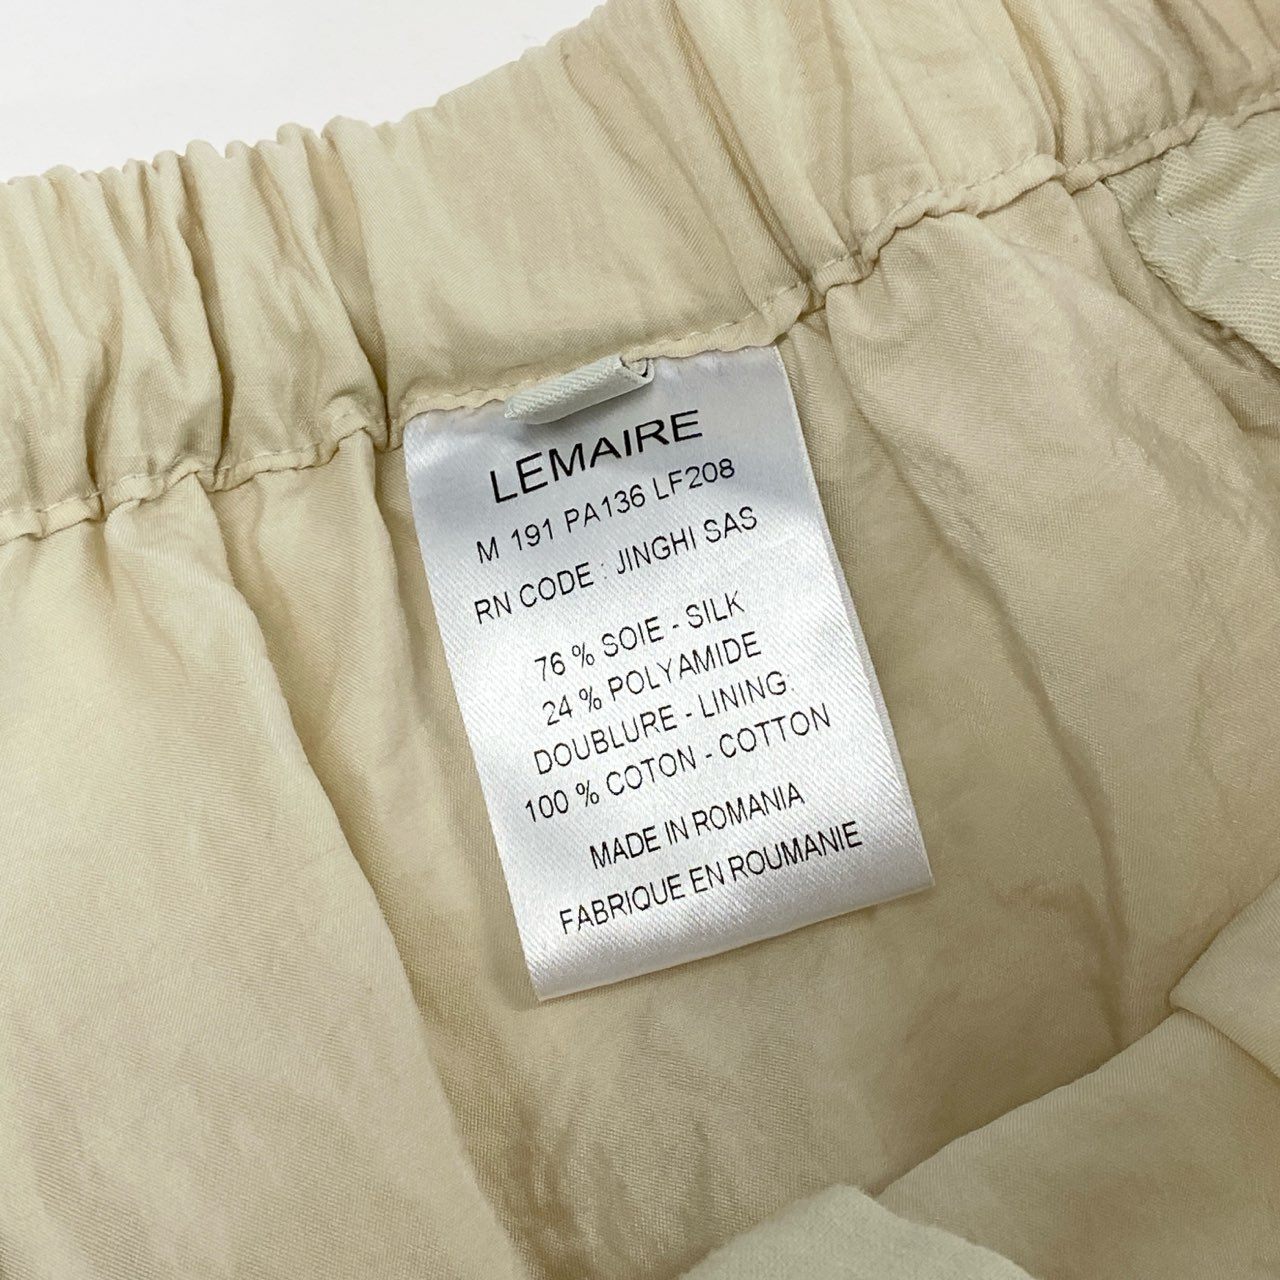 LEMAIRE
M 191 PA136 LF208
RN CODE : JINGHI SAS
76 % SOIE - SILK
24 % POLYAMIDE
DOUBLURE - LINING
100 % COTON - COTTON
MADE IN ROMANIA
FABRIQUE EN ROUMANIE